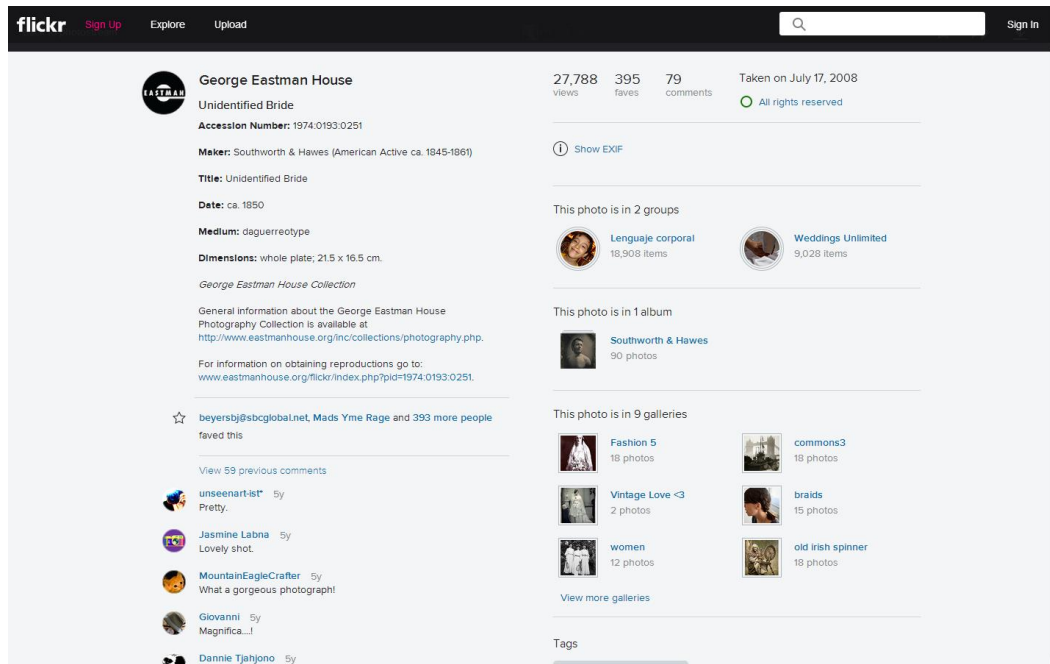 flickr Sign Up Explore Upload Sign In
EASTMAN
George Eastman House
Unidentified Bride
Accession Number: 1974:0193:0251
Maker: Southworth & Hawes (American Active ca. 1845-1861)
Title: Unidentified Bride
Date: ca. 1850
Medium: daguerreotype
Dimensions: whole plate; 21.5 x 16.5 cm.
George Eastman House Collection
General information about the George Eastman House
Photography Collection is available at
http://www.eastmanhouse.org/inc/collections/photography.php.
For information on obtaining reproductions go to:
www.eastmanhouse.org/flickr/index.php?pid=1974:0193:0251.
beyersbj@sbcglobal.net, Mads Yme Rage and 393 more people
faved this
View 59 previous comments
unseenart-ist* 5y
Pretty.
Jasmine Labna 5y
Lovely shot.
MountainEagleCrafter 5y
What a gorgeous photograph!
Giovanni 5y
Magnifica....!
Dannie Tjahjono 5y
27,788 395 79
views faves comments
Taken on July 17, 2008
All rights reserved
Show EXIF
This photo is in 2 groups
Lenguaje corporal
18,908 items
Weddings Unlimited
9,028 items
This photo is in 1 album
Southworth & Hawes
90 photos
This photo is in 9 galleries
Fashion 5
18 photos
commons3
18 photos
Vintage Love <3
2 photos
braids
15 photos
women
12 photos
old irish spinner
18 photos
View more galleries
Tags